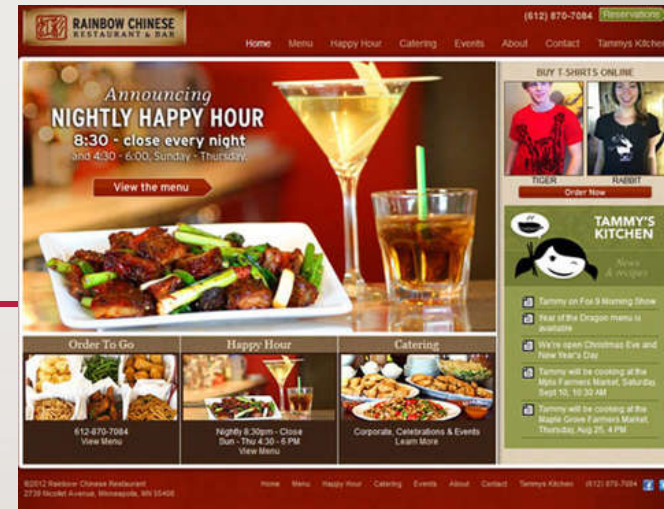 RAINBOW CHINESE
RESTAURANT & BAR
(612) 870-7084
Reservations
Home Menu Happy Hour Catering Events About Contact Tammys Kitchen
Announcing
NIGHTLY HAPPY HOUR
8:30 - close every night
and 4:30 - 6:00, Sunday - Thursday.
View the menu
BUY T-SHIRTS ONLINE
TIGER RABBIT
Order Now
TAMMY'S
KITCHEN
News
& recipes
Tammy on Fox 9 Morning Show
Year of the Dragon menu is
available
We're open Christmas Eve and
New Year's Day
Tammy will be cooking at the
Mpls Farmers Market, Saturday,
Sept 10, 10:30 AM
Tammy will be cooking at the
Maple Grove Farmers Market,
Thursday, Aug 25, 4 PM
Order To Go
612-870-7084
View Menu
Happy Hour
Nightly 8:30pm - Close
Sun - Thu 4:30 - 6 PM
View Menu
Catering
Corporate, Celebrations & Events
Learn More
©2012 Rainbow Chinese Restaurant
2739 Nicollet Avenue, Minneapolis, MN 55408
Home Menu Happy Hour Catering Events About Contact Tammys Kitchen (612) 870-7084